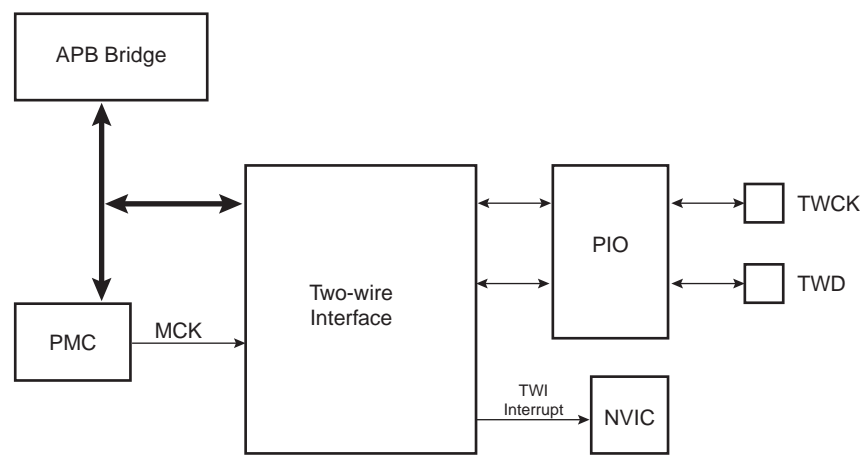 APB Bridge
TWCK
PIO
TWD
Two-wire
Interface
MCK
PMC
TWI
Interrupt
NVIC